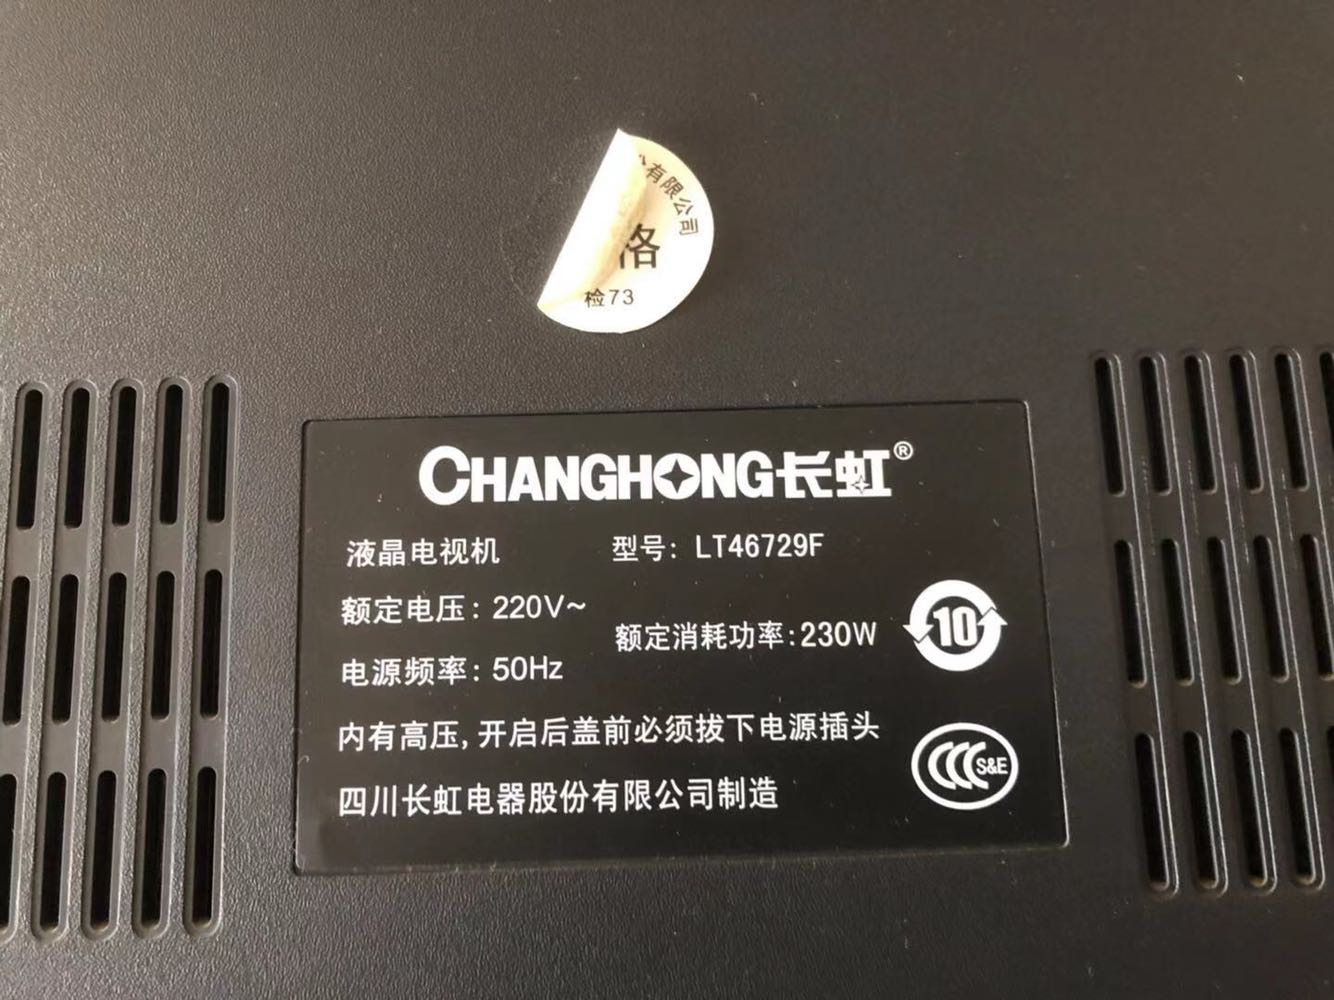 有限公司
格
检73
CHANGHONG长虹®
液晶电视机 型号: LT46729F
额定电压: 220V~
额定消耗功率:230W
10
电源频率: 50Hz
内有高压,开启后盖前必须拔下电源插头
CCC S&E
四川长虹电器股份有限公司制造